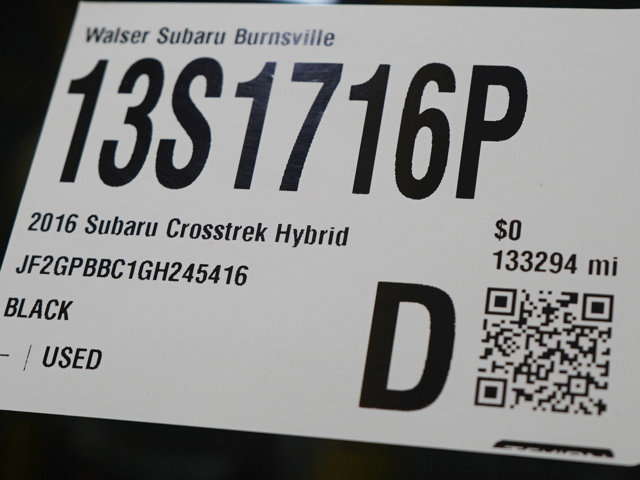 Walser Subaru Burnsville
13S1716P
2016 Subaru Crosstrek Hybrid
$0
133294 mi
JF2GPBBC1GH245416
BLACK
– | USED
D